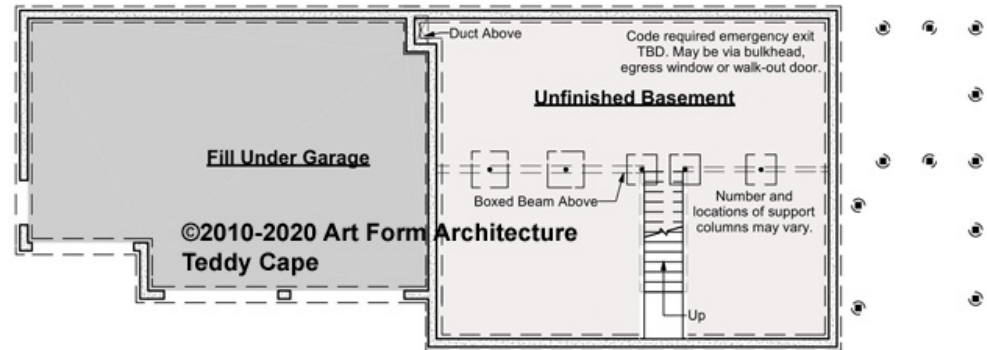 Duct Above
Code required emergency exit
TBD. May be via bulkhead,
egress window or walk-out door.
Unfinished Basement
Fill Under Garage
Boxed Beam Above
Number and
locations of support
columns may vary.
©2010-2020 Art Form Architecture
Teddy Cape
Up